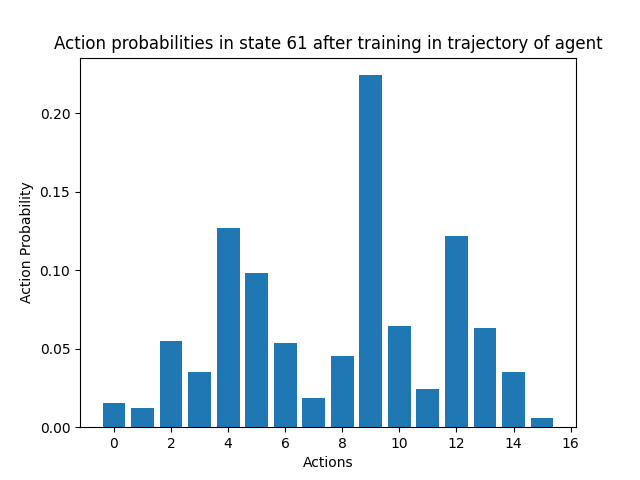 Action probabilities in state 61 after training in trajectory of agent
0.20
0.15
0.10
0.05
0.00
Action Probability
0 2 4 6 8 10 12 14 16
Actions